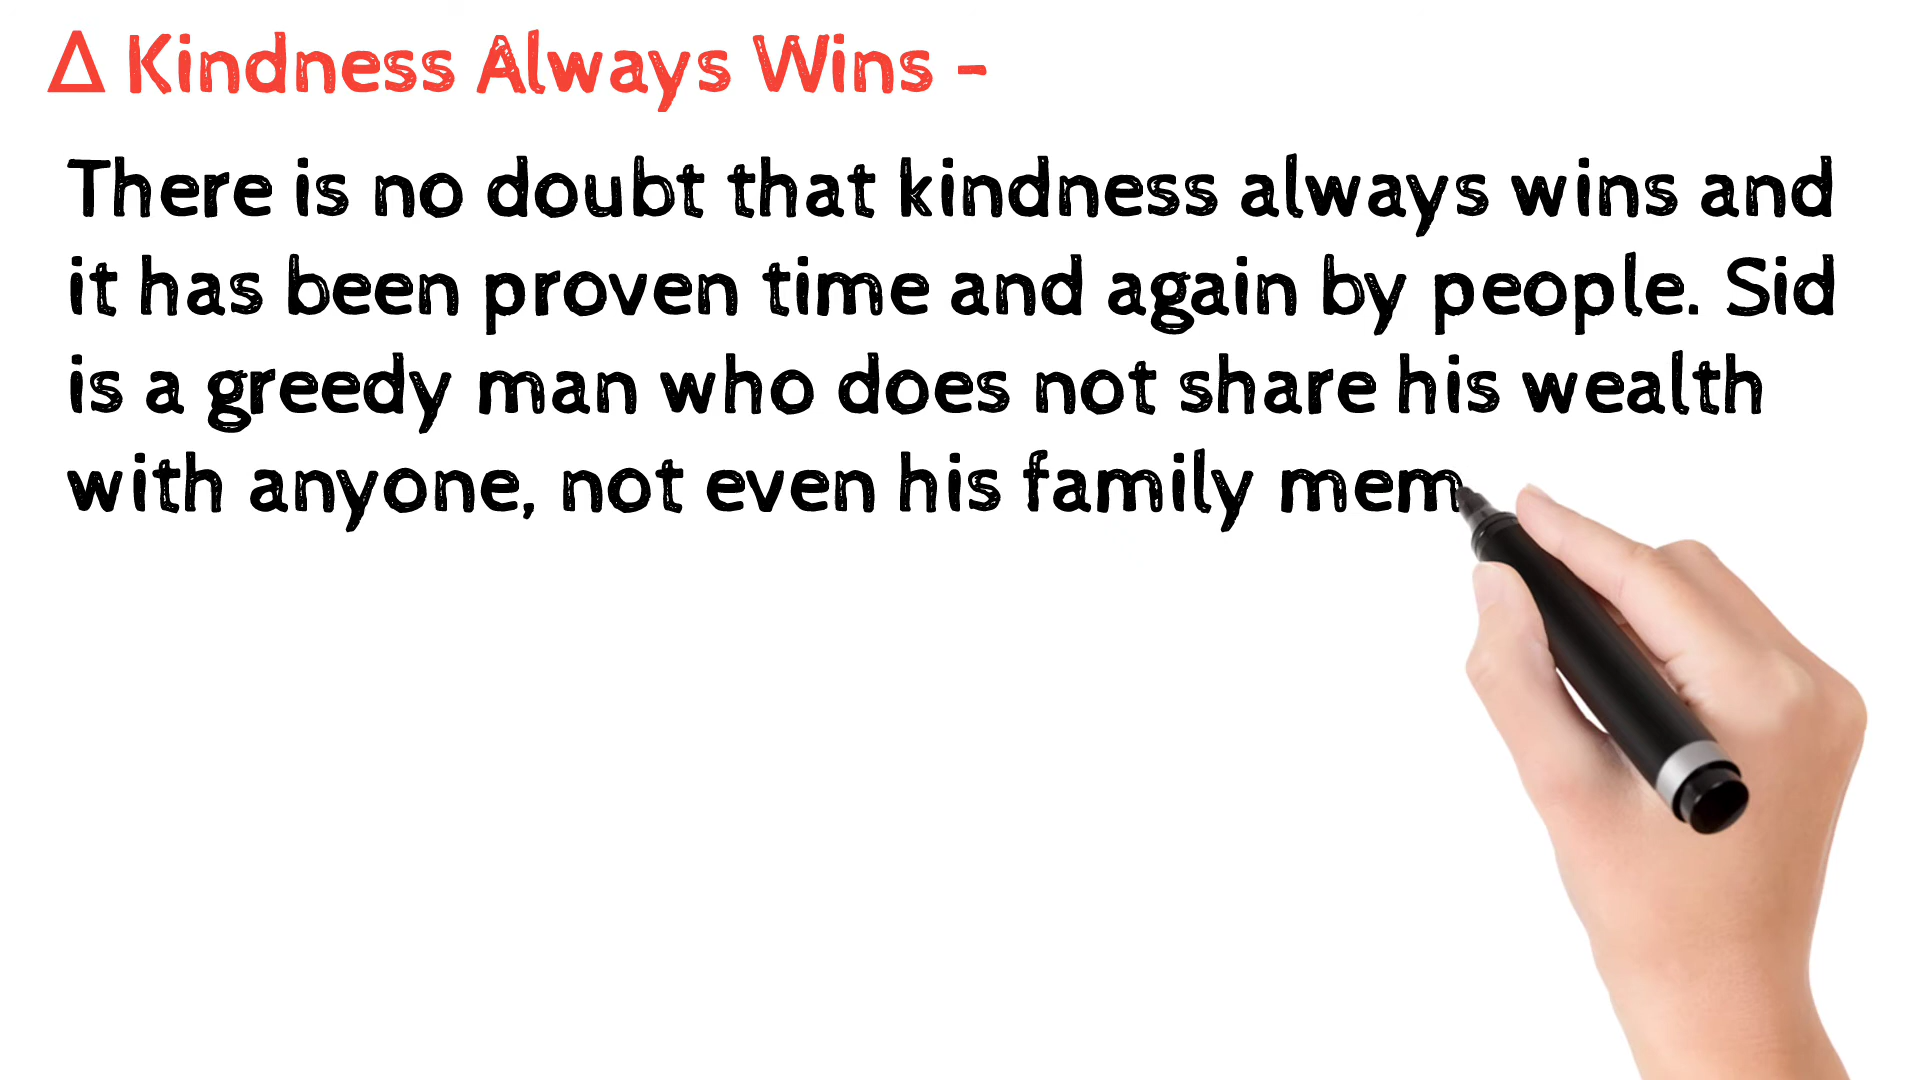 Δ Kindness Always Wins -
There is no doubt that kindness always wins and
it has been proven time and again by people. Sid
is a greedy man who does not share his wealth
with anyone, not even his family mem